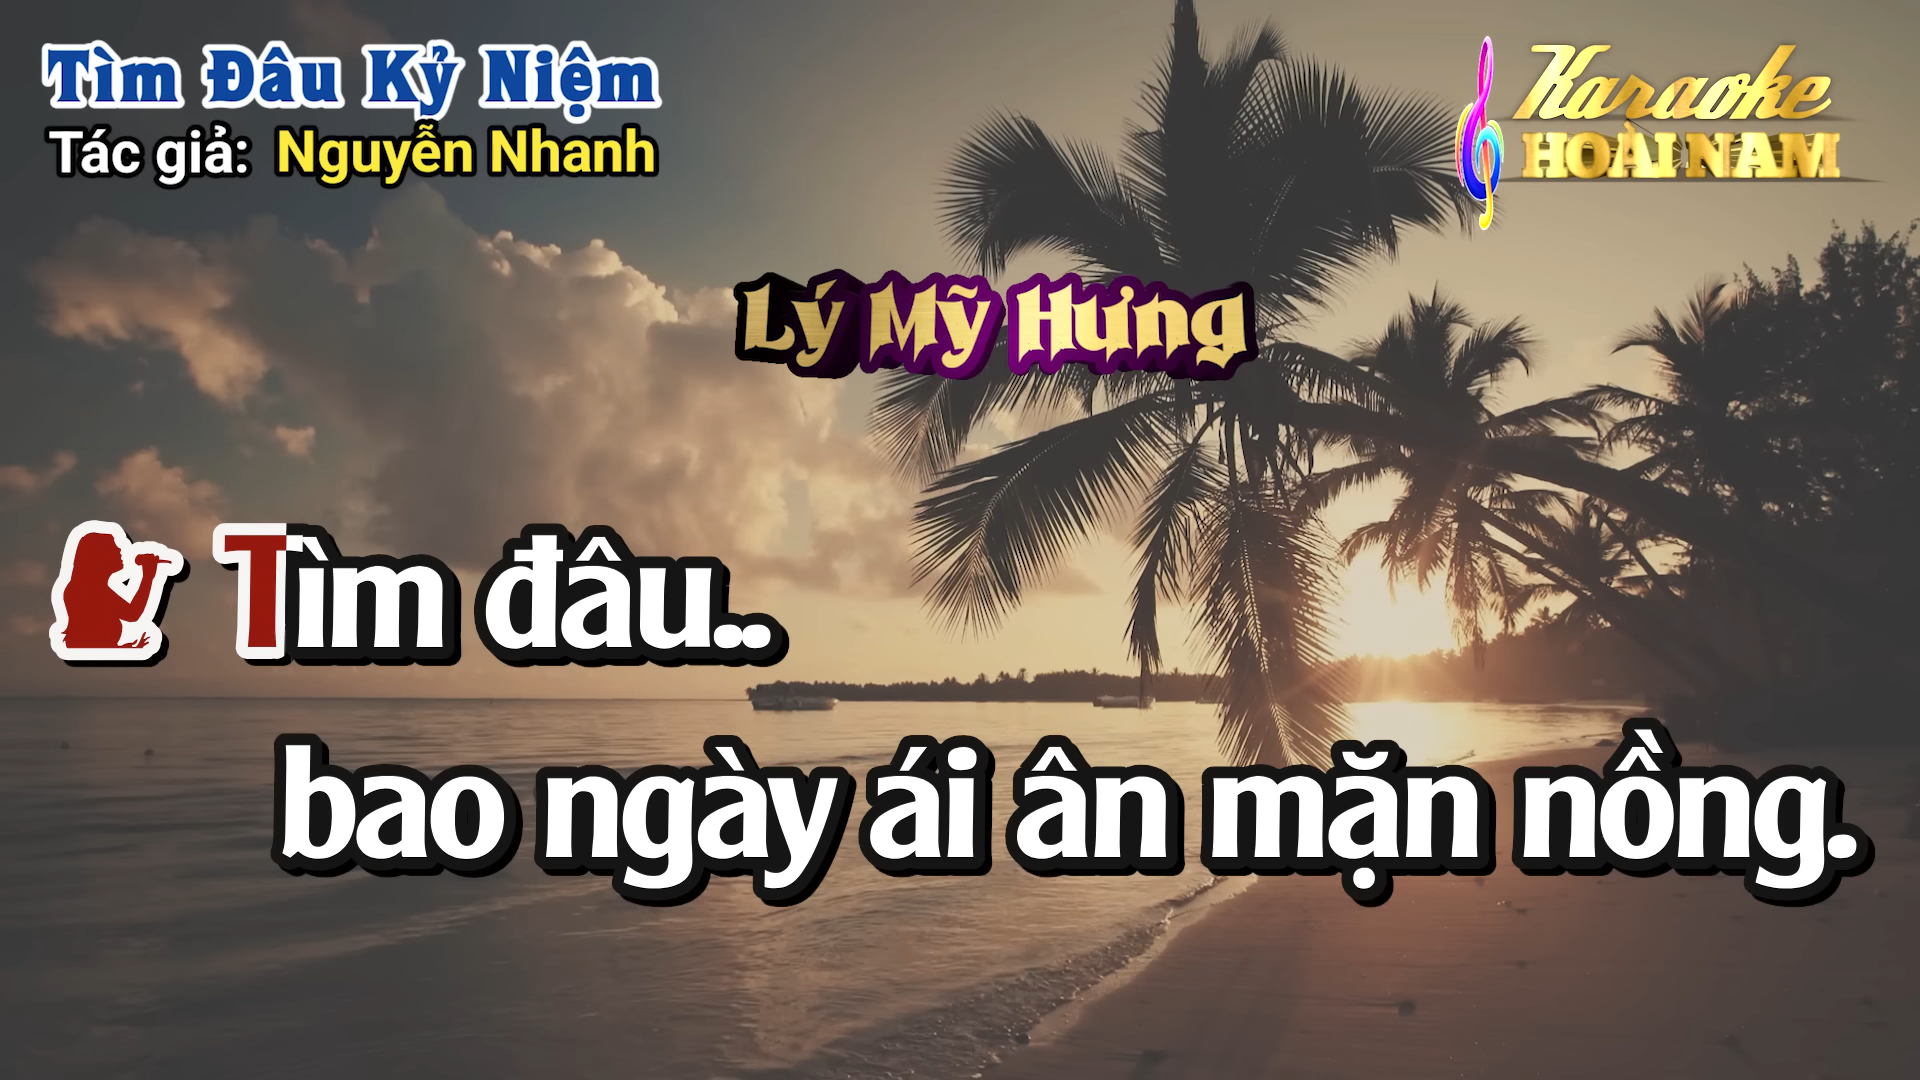 Tìm Đâu Kỷ Niệm
Tác giả: Nguyễn Nhanh
Karaoke
HOÀI NAM
Lý Mỹ Hưng
Tìm đâu..
bao ngày ái ân mặn nồng.